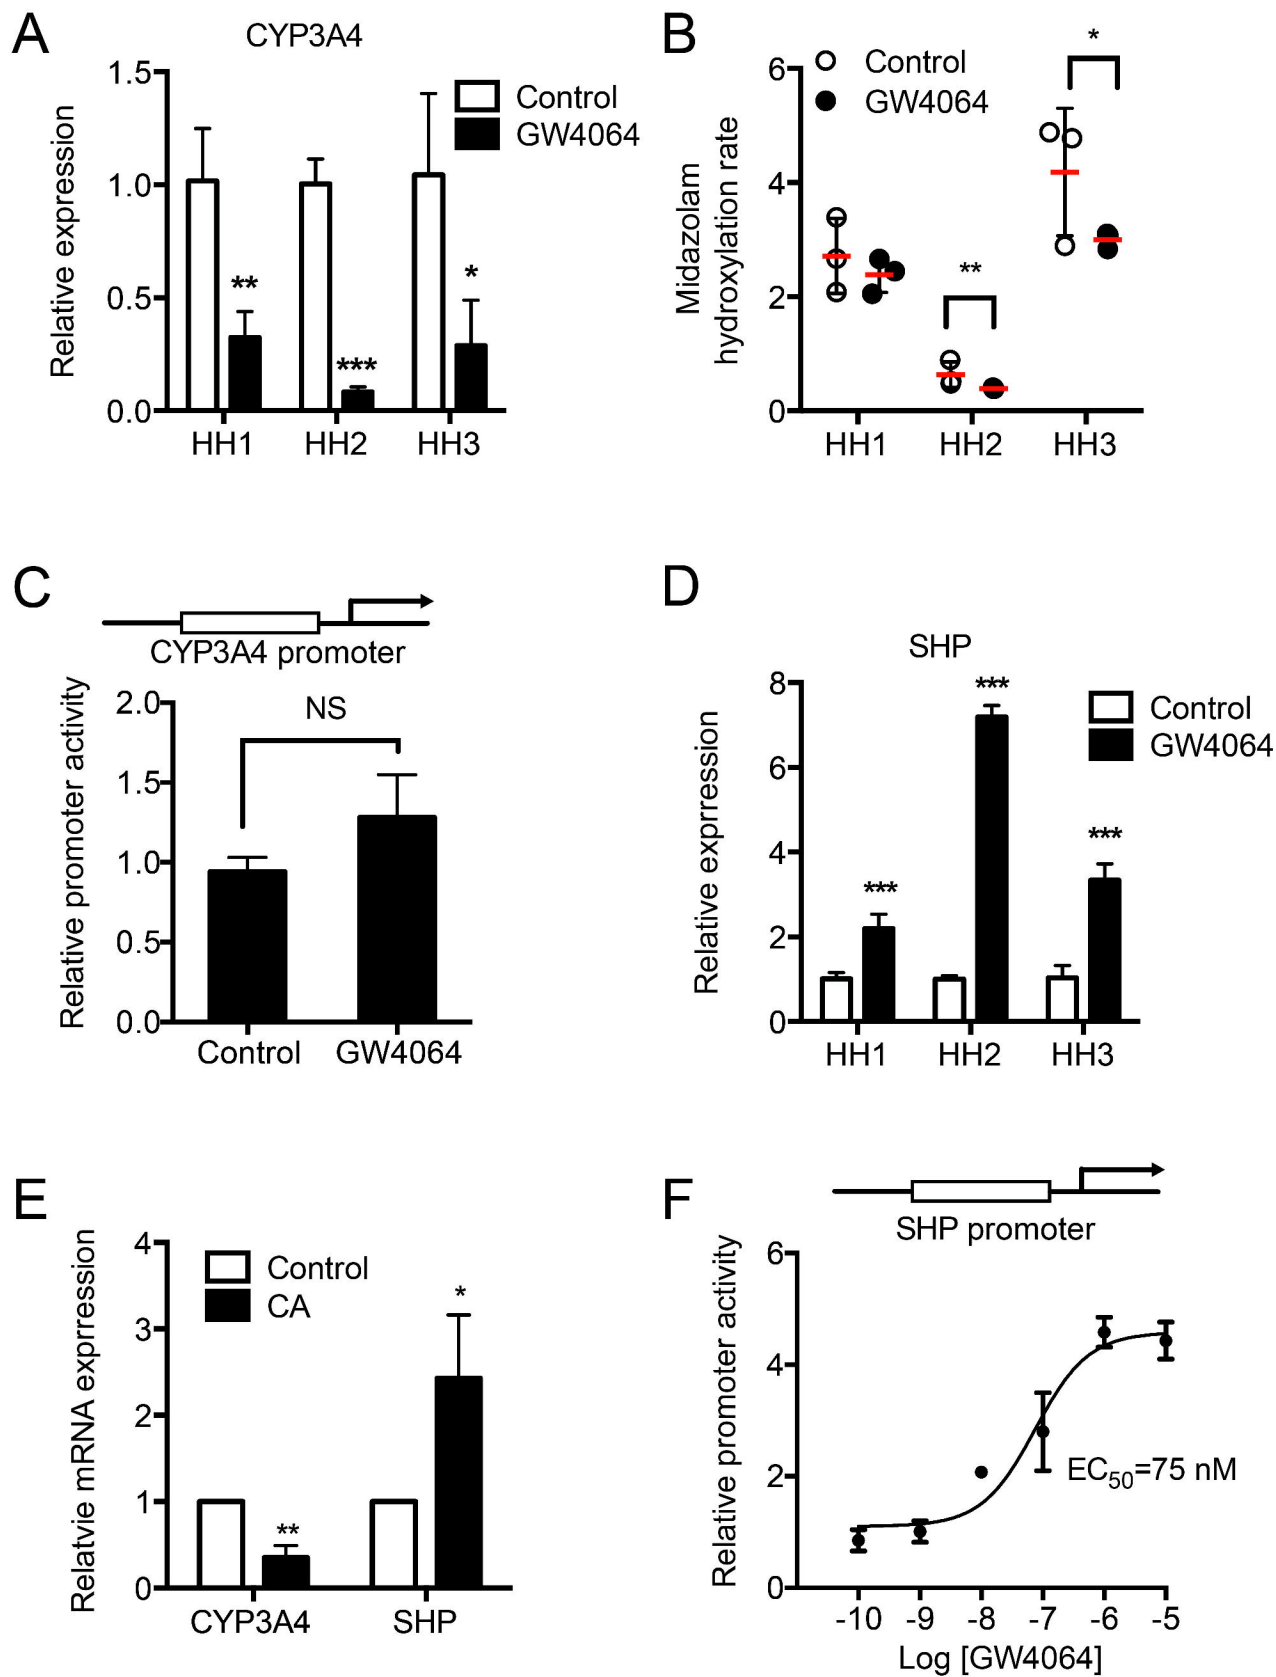 A
CYP3A4
Relative expression
1.5
1.0
0.5
0.0
Control
GW4064
**
***
*
HH1
HH2
HH3
B
Midazolam
hydroxylation rate
6
4
2
0
Control
GW4064
**
*
HH1
HH2
HH3
C
CYP3A4 promoter
Relative promoter activity
2.0
1.5
1.0
0.5
0.0
NS
Control
GW4064
D
SHP
Relative exprression
8
6
4
2
0
Control
GW4064
***
***
***
HH1
HH2
HH3
E
Relatvie mRNA exprression
4
3
2
1
0
Control
CA
**
*
CYP3A4
SHP
F
SHP promoter
Relative promoter activity
6
4
2
0
EC50=75 nM
-10
-9
-8
-7
-6
-5
Log [GW4064]